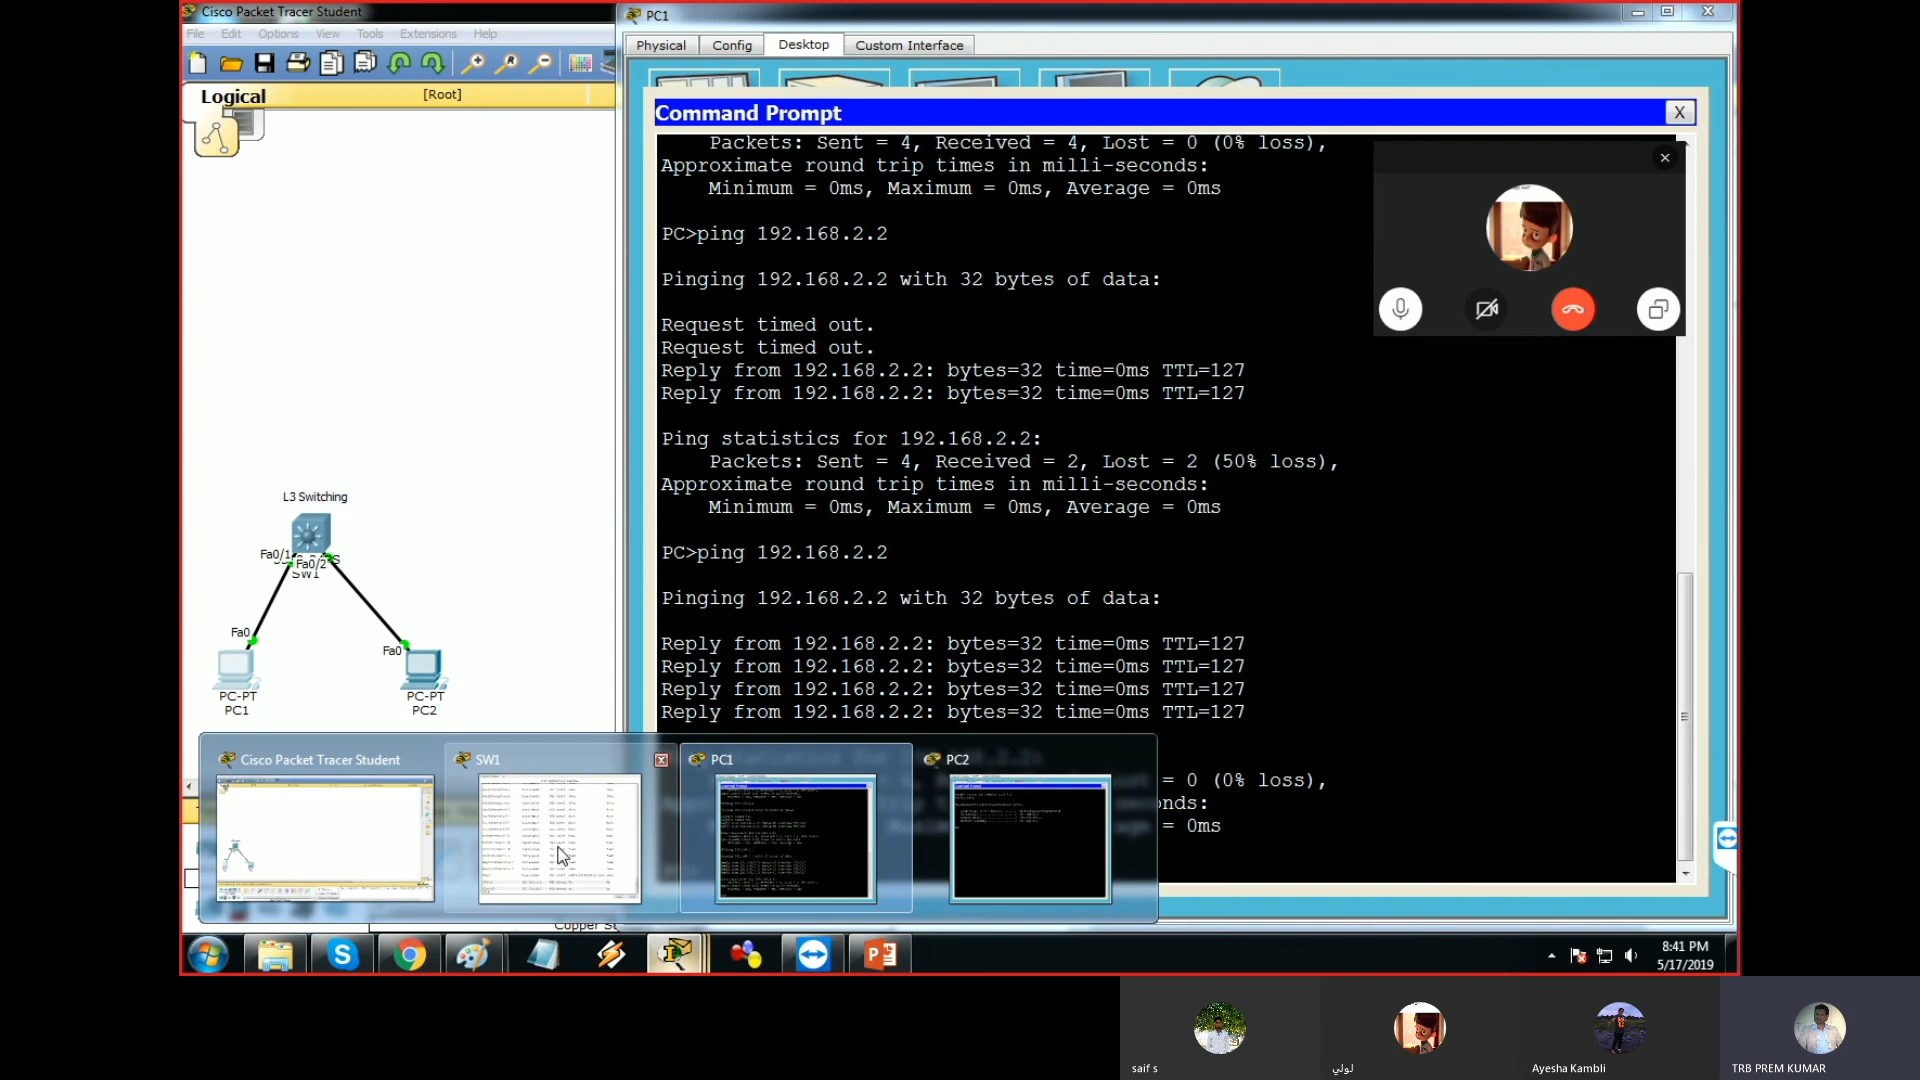 Cisco Packet Tracer Student
File Edit Options View Tools Extensions Help
Logical
[Root]
L3 Switching
Fa0/1
Fa0/2
SW1
Fa0
Fa0
PC-PT
PC1
PC-PT
PC2
PC1
Physical Config Desktop Custom Interface
Command Prompt X
Packets: Sent = 4, Received = 4, Lost = 0 (0% loss),
Approximate round trip times in milli-seconds:
Minimum = 0ms, Maximum = 0ms, Average = 0ms
PC>ping 192.168.2.2
Pinging 192.168.2.2 with 32 bytes of data:
Request timed out.
Request timed out.
Reply from 192.168.2.2: bytes=32 time=0ms TTL=127
Reply from 192.168.2.2: bytes=32 time=0ms TTL=127
Ping statistics for 192.168.2.2:
Packets: Sent = 4, Received = 2, Lost = 2 (50% loss),
Approximate round trip times in milli-seconds:
Minimum = 0ms, Maximum = 0ms, Average = 0ms
PC>ping 192.168.2.2
Pinging 192.168.2.2 with 32 bytes of data:
Reply from 192.168.2.2: bytes=32 time=0ms TTL=127
Reply from 192.168.2.2: bytes=32 time=0ms TTL=127
Reply from 192.168.2.2: bytes=32 time=0ms TTL=127
Reply from 192.168.2.2: bytes=32 time=0ms TTL=127
= 0 (0% loss),
onds:
= 0ms
Cisco Packet Tracer Student
SW1
PC1
PC2
Copper St
8:41 PM
5/17/2019
saif s
لولي
Ayesha Kambli
TRB PREM KUMAR